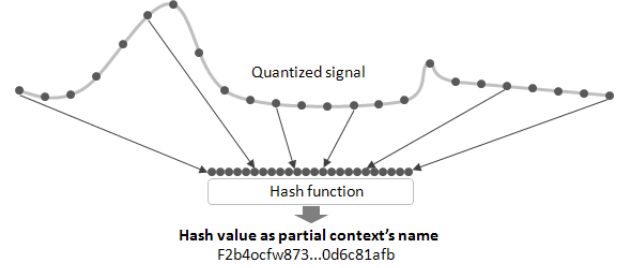 Quantized signal
Hash function
Hash value as partial context's name
F2b4ocfw873...0d6c81afb